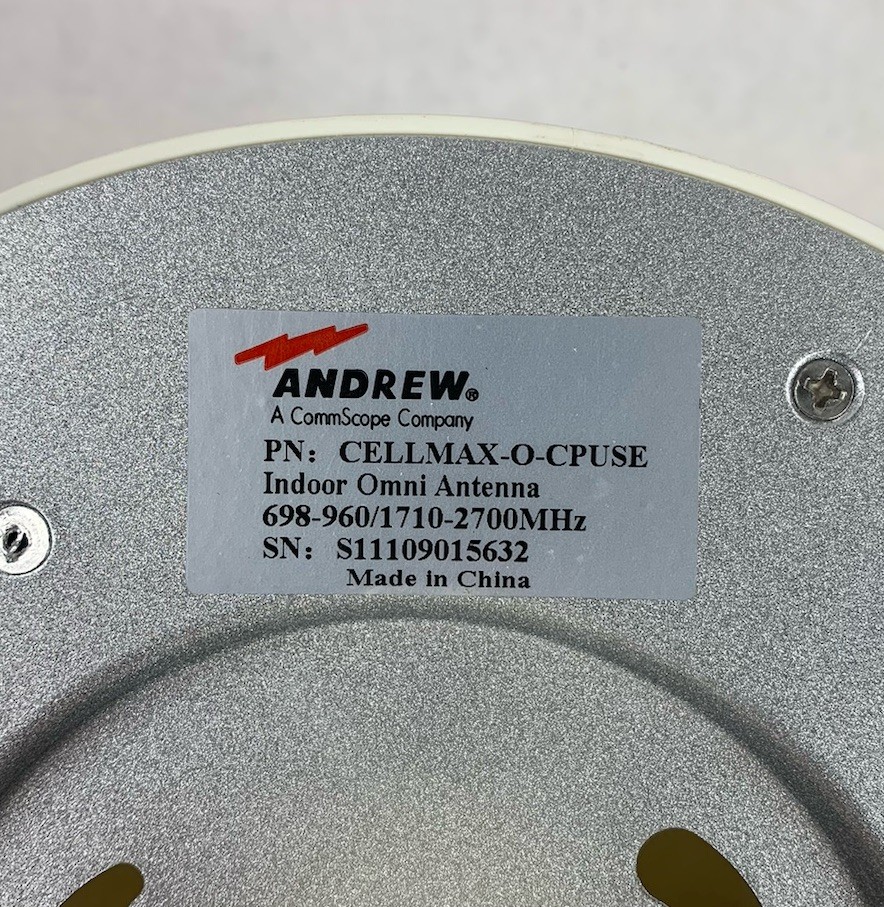 ANDREW®
A CommScope Company
PN: CELLMAX-O-CPUSE
Indoor Omni Antenna
698-960/1710-2700MHz
SN: S11109015632
Made in China